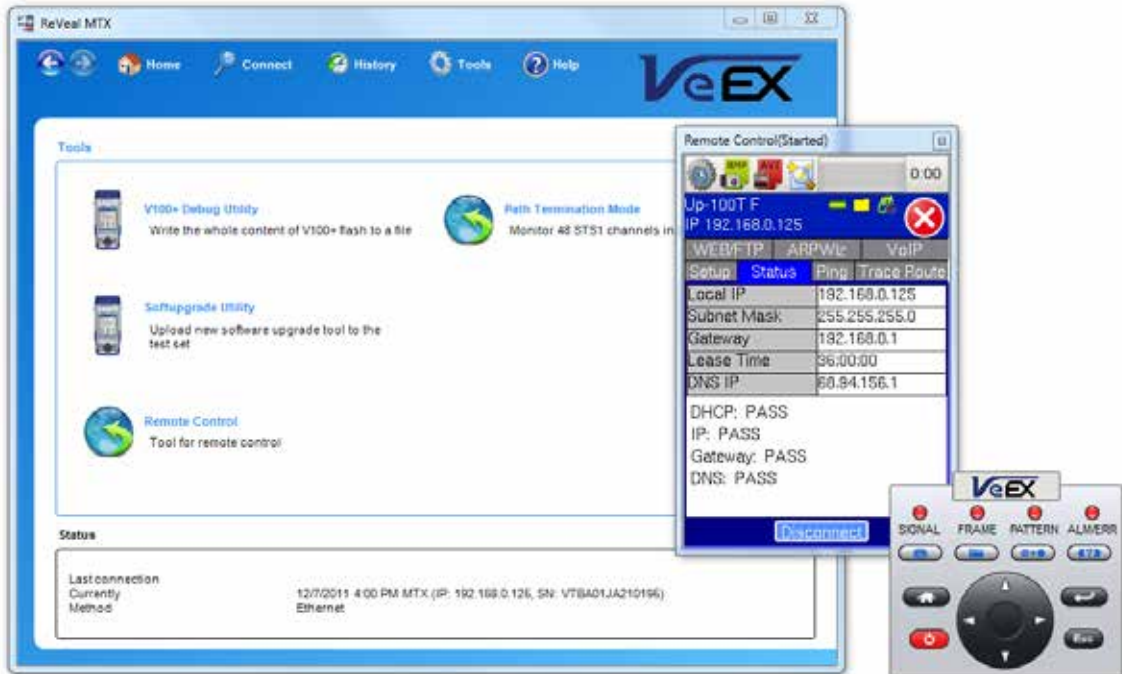 ReVeal MTX
Home Connect History Tools Help
VeEX
Tools
V100+ Debug Utility
Write the whole content of V100+ flash to a file
Path Termination Mode
Monitor 48 STS1 channels in
Softupgrade Utility
Upload new software upgrade tool to the
test set
Remote Control
Tool for remote control
Status
Last connection
Currently 12/7/2011 4:00 PM MTX (IP: 192.168.0.125, SN: VTBA01JA210196)
Method Ethernet
Remote Control(Started)
BMP AVI 0:00
Up-100T F
IP 192.168.0.125
WEB/FTP ARPWiz VoIP
Setup Status Ping Trace Route
Local IP 192.168.0.125
Subnet Mask 255.255.255.0
Gateway 192.168.0.1
Lease Time 36:00:00
DNS IP 68.94.156.1
DHCP: PASS
IP: PASS
Gateway: PASS
DNS: PASS
Disconnect
VeEX
SIGNAL FRAME PATTERN ALM/ERR
Esc